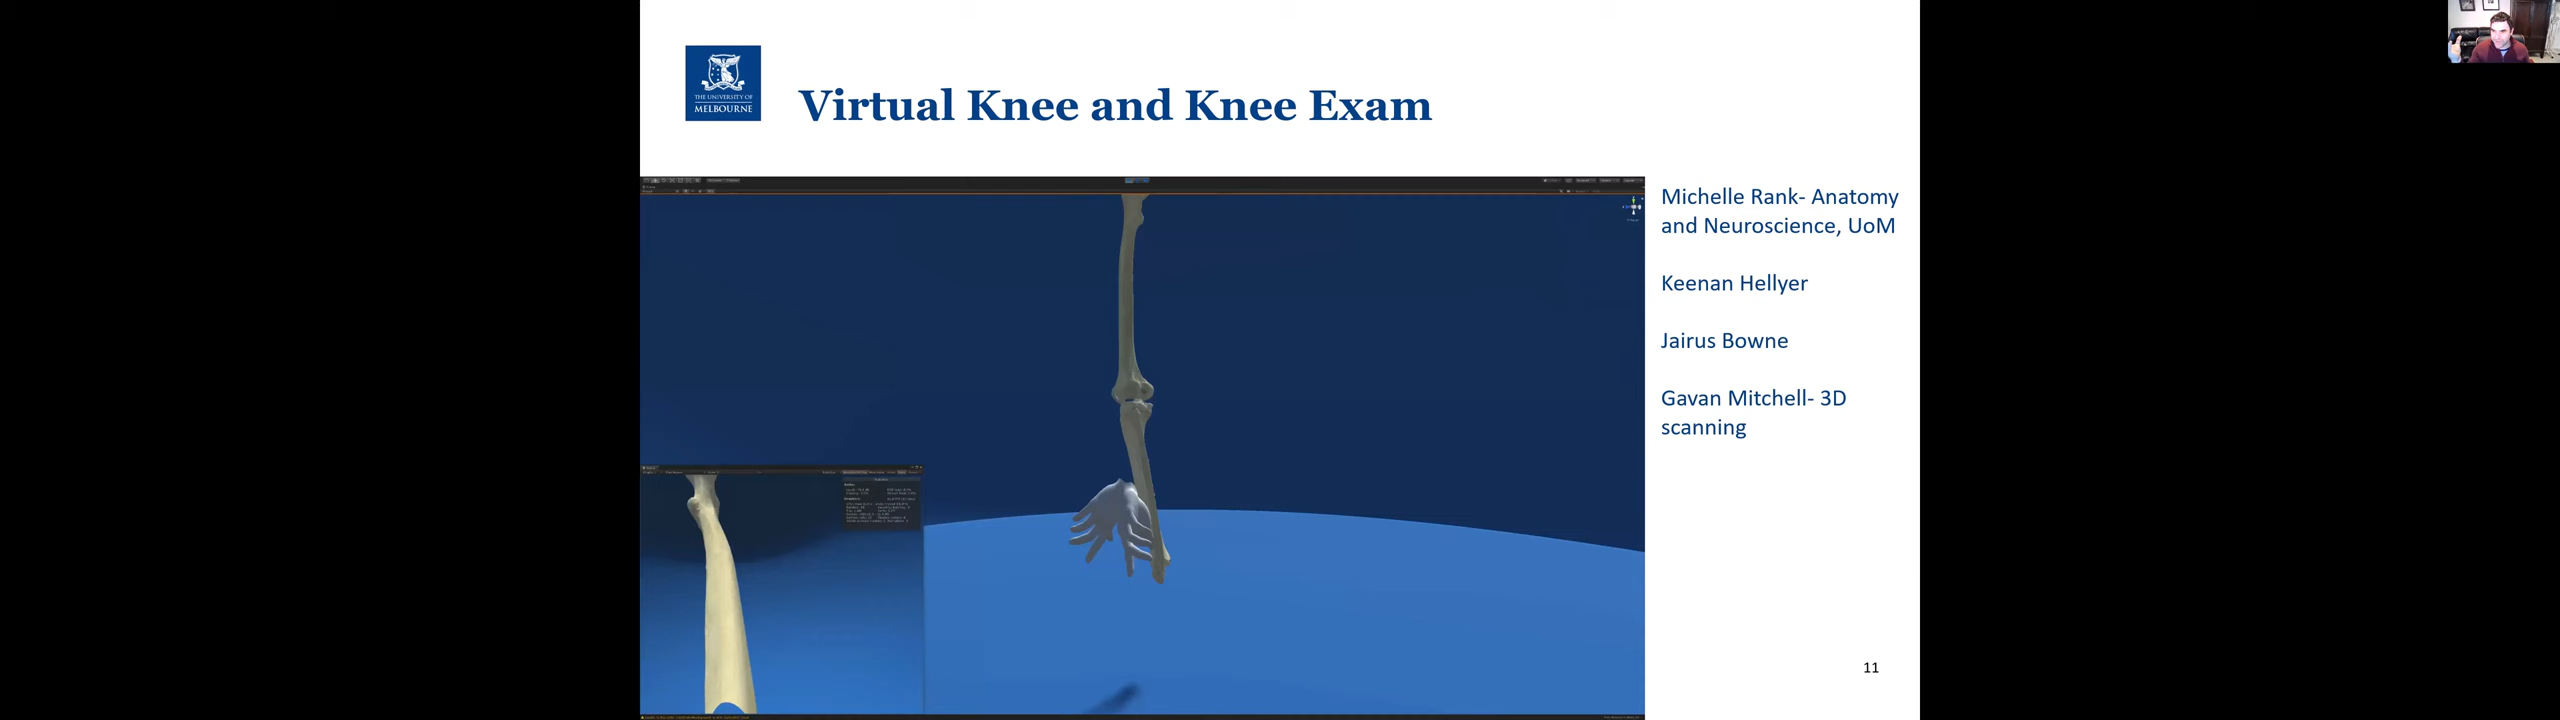 THE UNIVERSITY OF
MELBOURNE
Virtual Knee and Knee Exam
Michelle Rank- Anatomy
and Neuroscience, UoM
Keenan Hellyer
Jairus Bowne
Gavan Mitchell- 3D
scanning
11